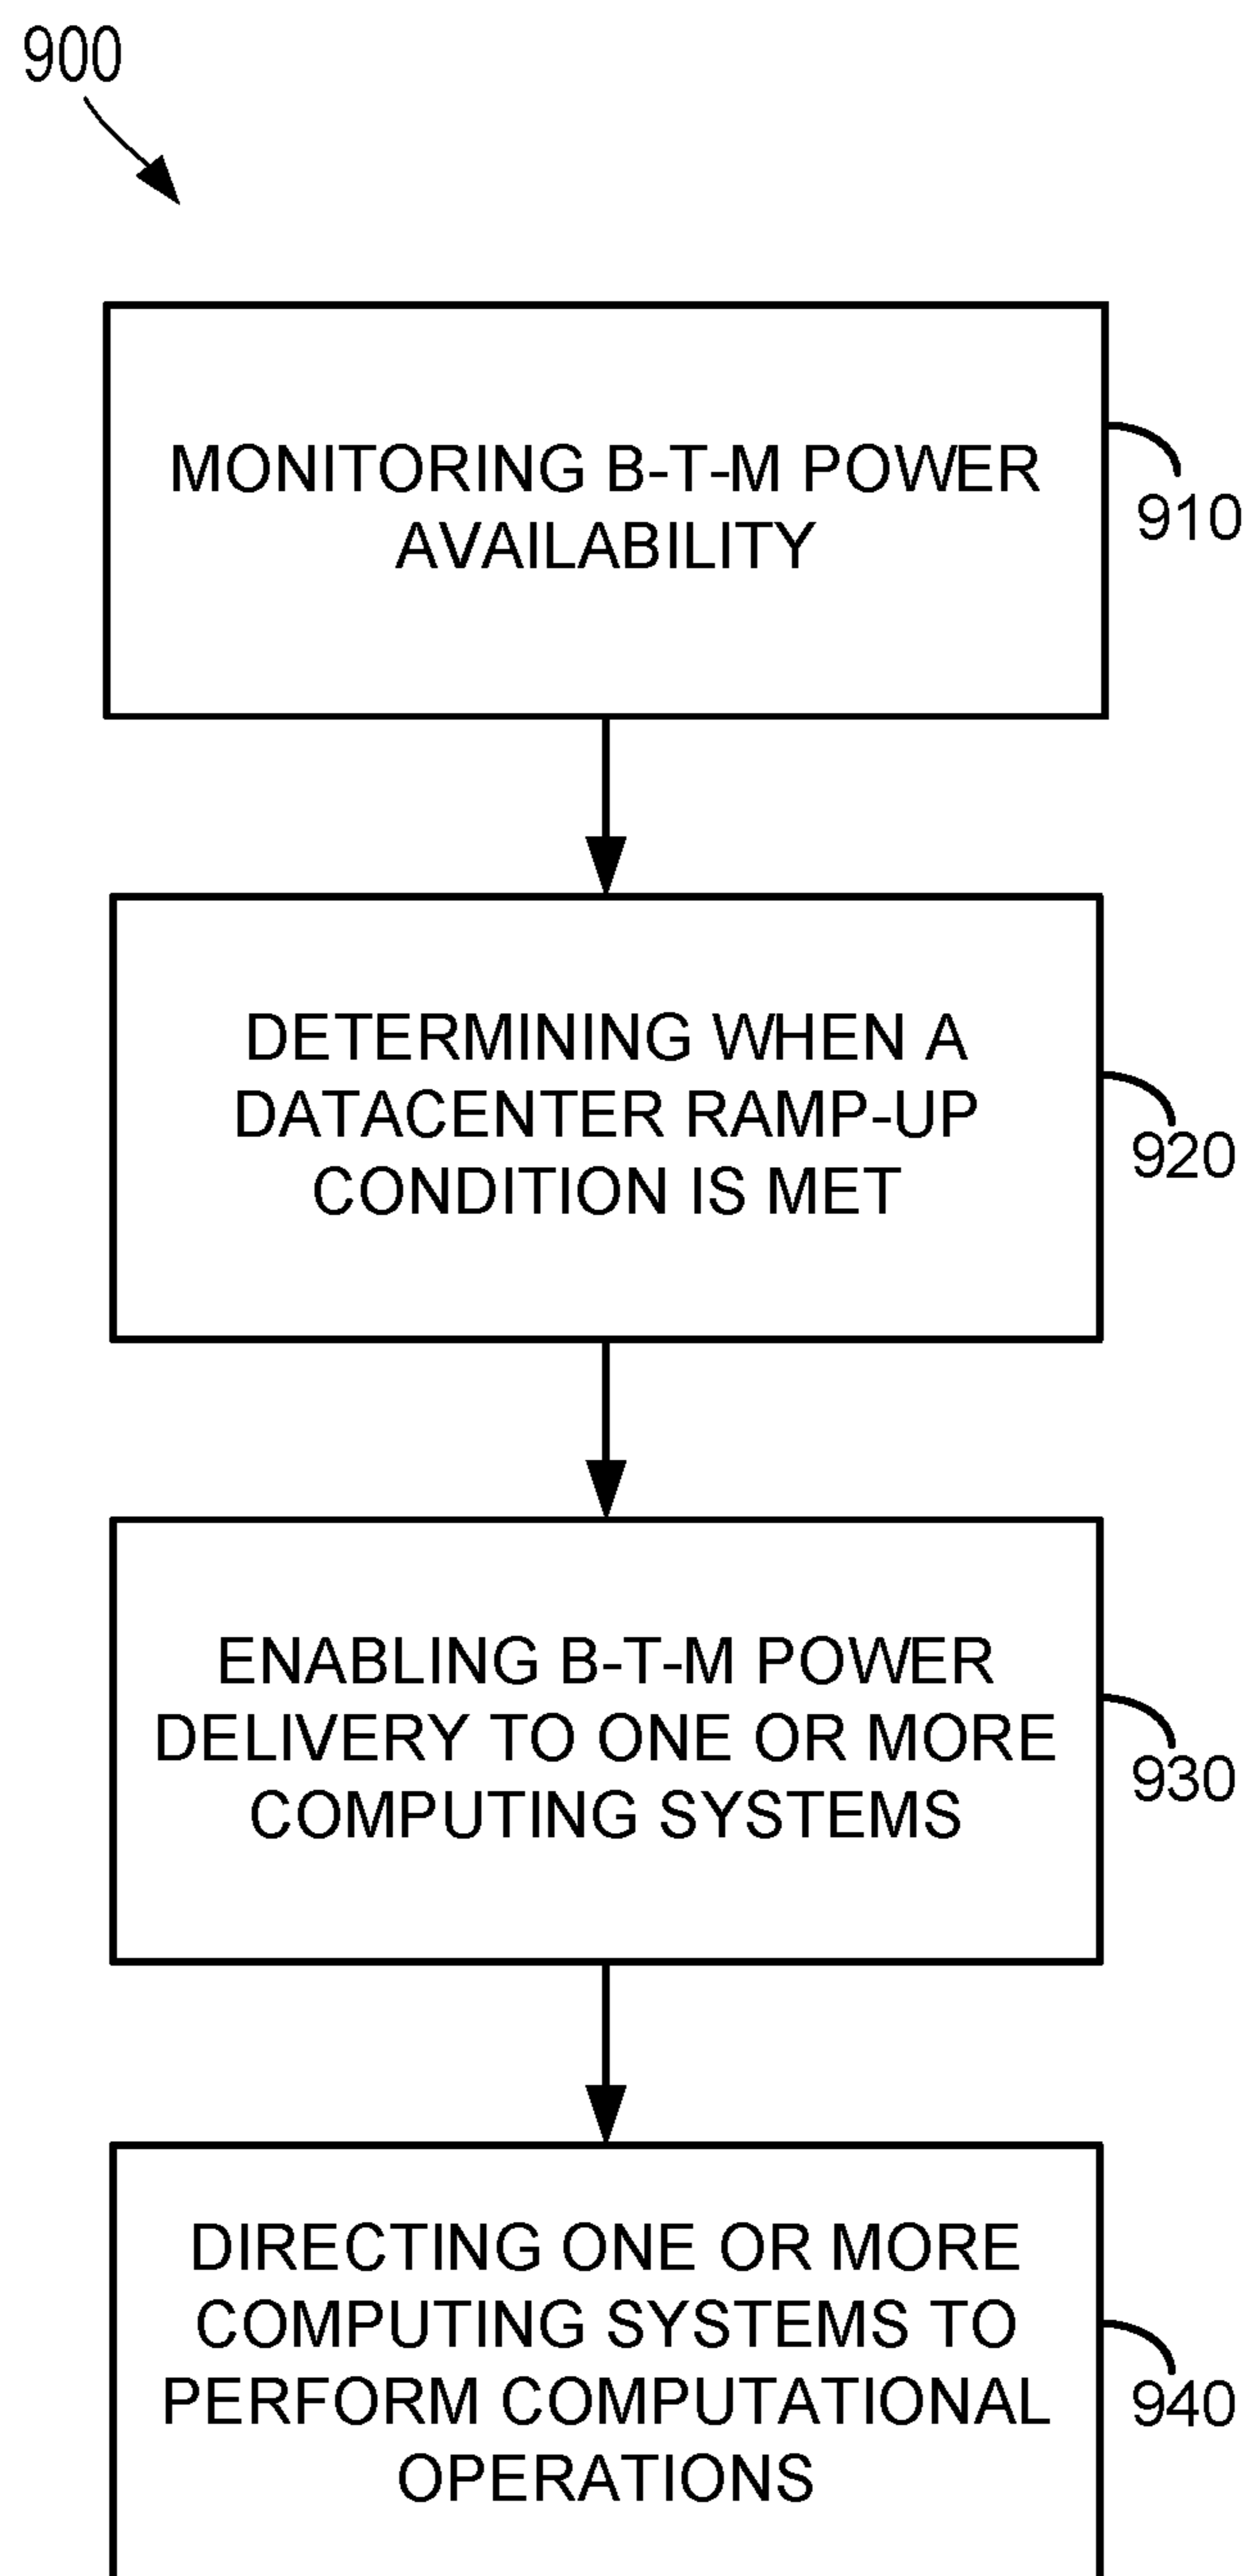 900
MONITORING B-T-M POWER
AVAILABILITY
910
DETERMINING WHEN A
DATACENTER RAMP-UP
CONDITION IS MET
920
ENABLING B-T-M POWER
DELIVERY TO ONE OR MORE
COMPUTING SYSTEMS
930
DIRECTING ONE OR MORE
COMPUTING SYSTEMS TO
PERFORM COMPUTATIONAL
OPERATIONS
940